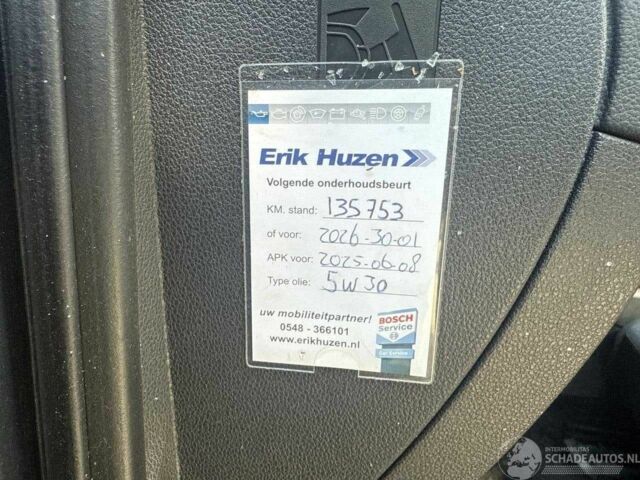 Erik Huzen
Volgende onderhoudsbeurt
KM. stand: 135753
of voor: 2026-30-01
APK voor: 2025-06-08
Type olie: 5W30
uw mobiliteitpartner!
0548 - 366101
www.erikhuzen.nl
BOSCH
Service
Car Service
INTERMOBILITAS
SCHADEAUTOS.NL